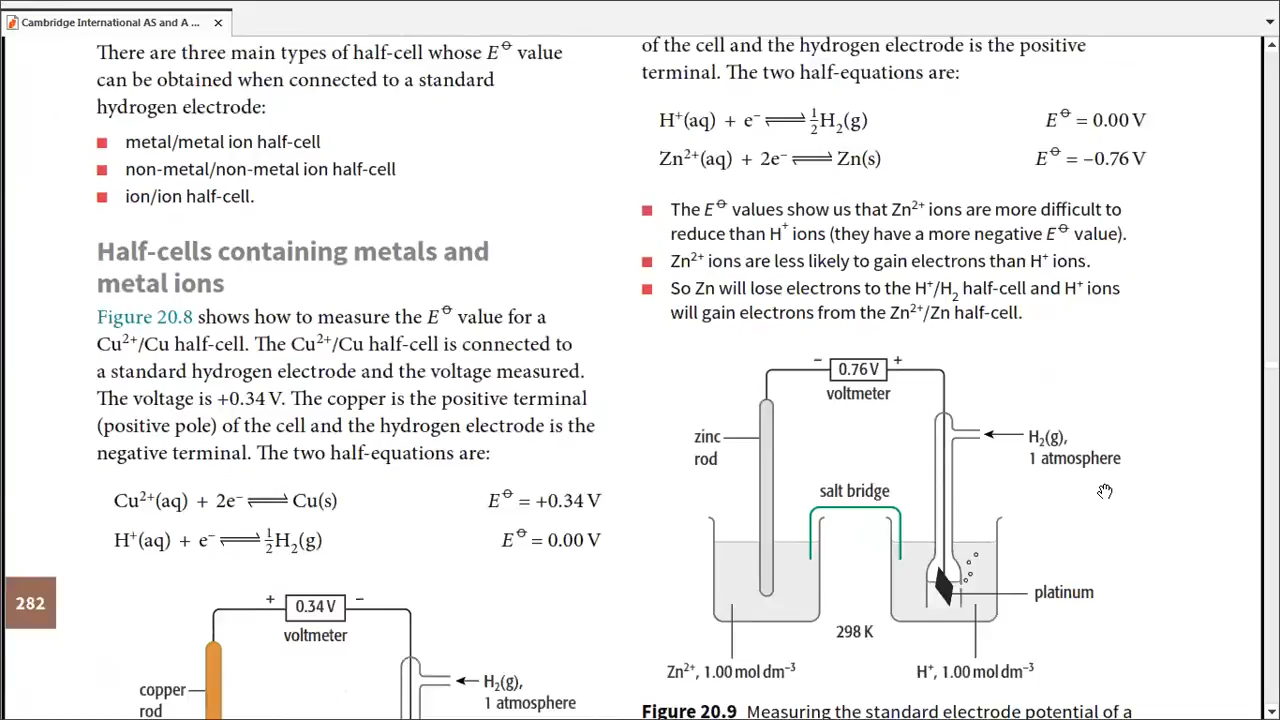 Cambridge International AS and A ...
There are three main types of half-cell whose E⦵ value
can be obtained when connected to a standard
hydrogen electrode:
■ metal/metal ion half-cell
■ non-metal/non-metal ion half-cell
■ ion/ion half-cell.
Half-cells containing metals and
metal ions
Figure 20.8 shows how to measure the E⦵ value for a
Cu²⁺/Cu half-cell. The Cu²⁺/Cu half-cell is connected to
a standard hydrogen electrode and the voltage measured.
The voltage is +0.34 V. The copper is the positive terminal
(positive pole) of the cell and the hydrogen electrode is the
negative terminal. The two half-equations are:
Cu²⁺(aq) + 2e⁻ ⇌ Cu(s) E⦵ = +0.34 V
H⁺(aq) + e⁻ ⇌ ½H₂(g) E⦵ = 0.00 V
282
+ 0.34 V −
voltmeter
copper
rod
H₂(g),
1 atmosphere
of the cell and the hydrogen electrode is the positive
terminal. The two half-equations are:
H⁺(aq) + e⁻ ⇌ ½H₂(g) E⦵ = 0.00 V
Zn²⁺(aq) + 2e⁻ ⇌ Zn(s) E⦵ = −0.76 V
■ The E⦵ values show us that Zn²⁺ ions are more difficult to
reduce than H⁺ ions (they have a more negative E⦵ value).
■ Zn²⁺ ions are less likely to gain electrons than H⁺ ions.
■ So Zn will lose electrons to the H⁺/H₂ half-cell and H⁺ ions
will gain electrons from the Zn²⁺/Zn half-cell.
− 0.76 V +
voltmeter
zinc
rod
H₂(g),
1 atmosphere
salt bridge
platinum
298 K
Zn²⁺, 1.00 mol dm⁻³
H⁺, 1.00 mol dm⁻³
Figure 20.9 Measuring the standard electrode potential of a